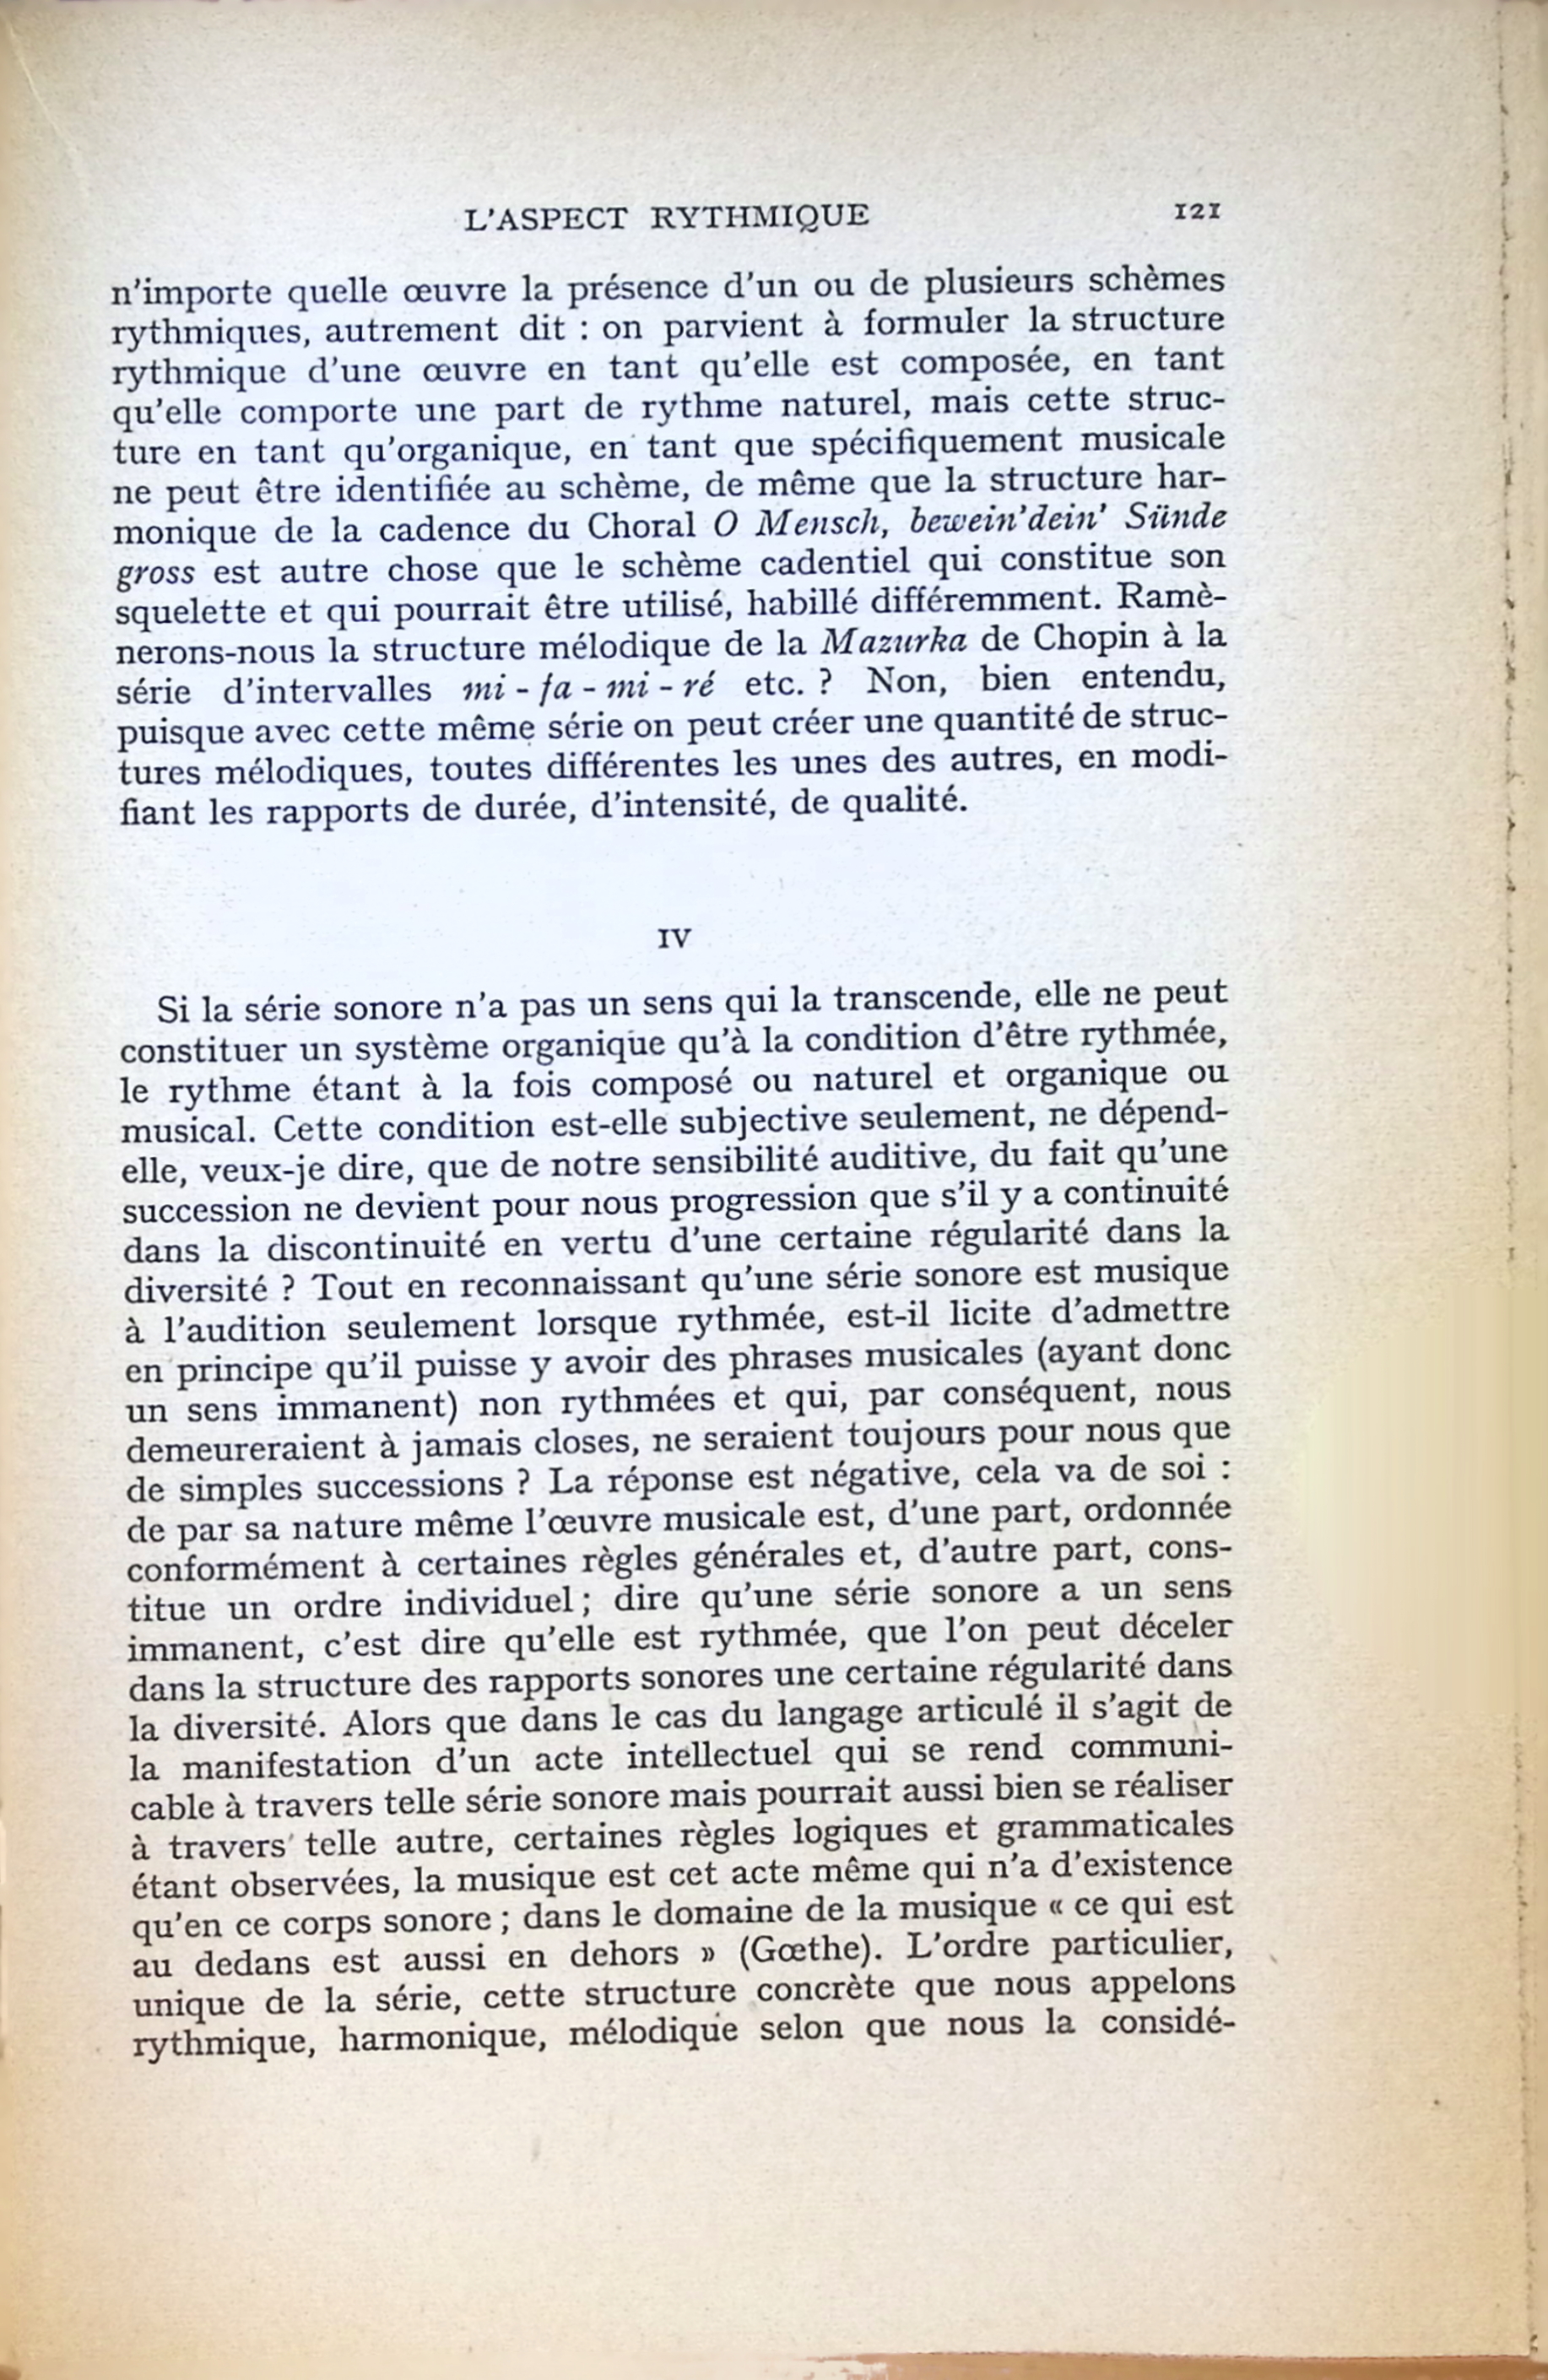 L'ASPECT RYTHMIQUE 121
n'importe quelle œuvre la présence d'un ou de plusieurs schèmes
rythmiques, autrement dit : on parvient à formuler la structure
rythmique d'une œuvre en tant qu'elle est composée, en tant
qu'elle comporte une part de rythme naturel, mais cette struc-
ture en tant qu'organique, en tant que spécifiquement musicale
ne peut être identifiée au schème, de même que la structure har-
monique de la cadence du Choral O Mensch, bewein'dein' Sünde
gross est autre chose que le schème cadentiel qui constitue son
squelette et qui pourrait être utilisé, habillé différemment. Ramè-
nerons-nous la structure mélodique de la Mazurka de Chopin à la
série d'intervalles mi - fa - mi - ré etc. ? Non, bien entendu,
puisque avec cette même série on peut créer une quantité de struc-
tures mélodiques, toutes différentes les unes des autres, en modi-
fiant les rapports de durée, d'intensité, de qualité.
IV
Si la série sonore n'a pas un sens qui la transcende, elle ne peut
constituer un système organique qu'à la condition d'être rythmée,
le rythme étant à la fois composé ou naturel et organique ou
musical. Cette condition est-elle subjective seulement, ne dépend-
elle, veux-je dire, que de notre sensibilité auditive, du fait qu'une
succession ne devient pour nous progression que s'il y a continuité
dans la discontinuité en vertu d'une certaine régularité dans la
diversité ? Tout en reconnaissant qu'une série sonore est musique
à l'audition seulement lorsque rythmée, est-il licite d'admettre
en principe qu'il puisse y avoir des phrases musicales (ayant donc
un sens immanent) non rythmées et qui, par conséquent, nous
demeureraient à jamais closes, ne seraient toujours pour nous que
de simples successions ? La réponse est négative, cela va de soi :
de par sa nature même l'œuvre musicale est, d'une part, ordonnée
conformément à certaines règles générales et, d'autre part, cons-
titue un ordre individuel ; dire qu'une série sonore a un sens
immanent, c'est dire qu'elle est rythmée, que l'on peut déceler
dans la structure des rapports sonores une certaine régularité dans
la diversité. Alors que dans le cas du langage articulé il s'agit de
la manifestation d'un acte intellectuel qui se rend communi-
cable à travers telle série sonore mais pourrait aussi bien se réaliser
à travers telle autre, certaines règles logiques et grammaticales
étant observées, la musique est cet acte même qui n'a d'existence
qu'en ce corps sonore ; dans le domaine de la musique « ce qui est
au dedans est aussi en dehors » (Gœthe). L'ordre particulier,
unique de la série, cette structure concrète que nous appelons
rythmique, harmonique, mélodique selon que nous la considé-